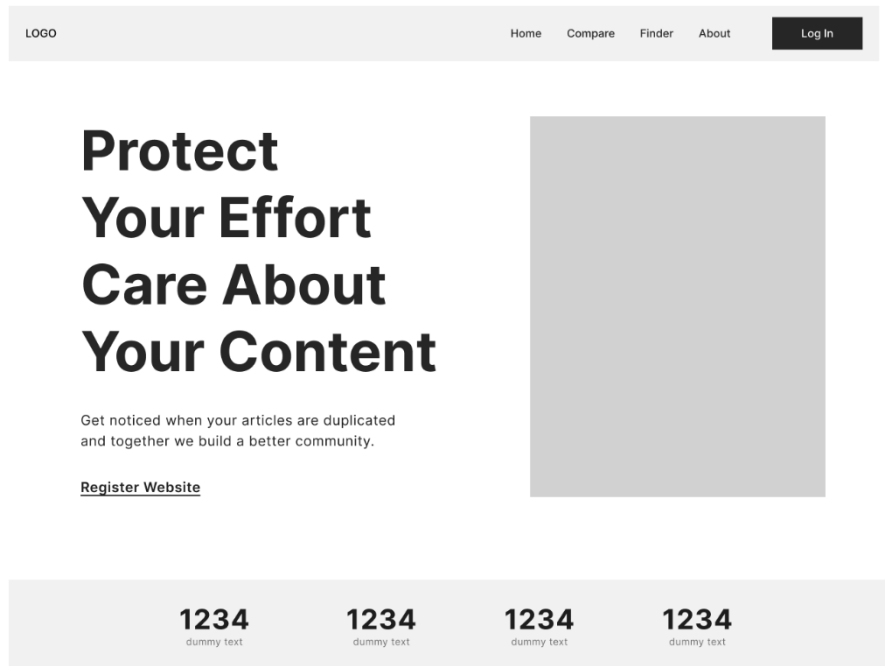 LOGO
Home Compare Finder About Log In
Protect
Your Effort
Care About
Your Content
Get noticed when your articles are duplicated
and together we build a better community.
Register Website
1234 1234 1234 1234
dummy text dummy text dummy text dummy text